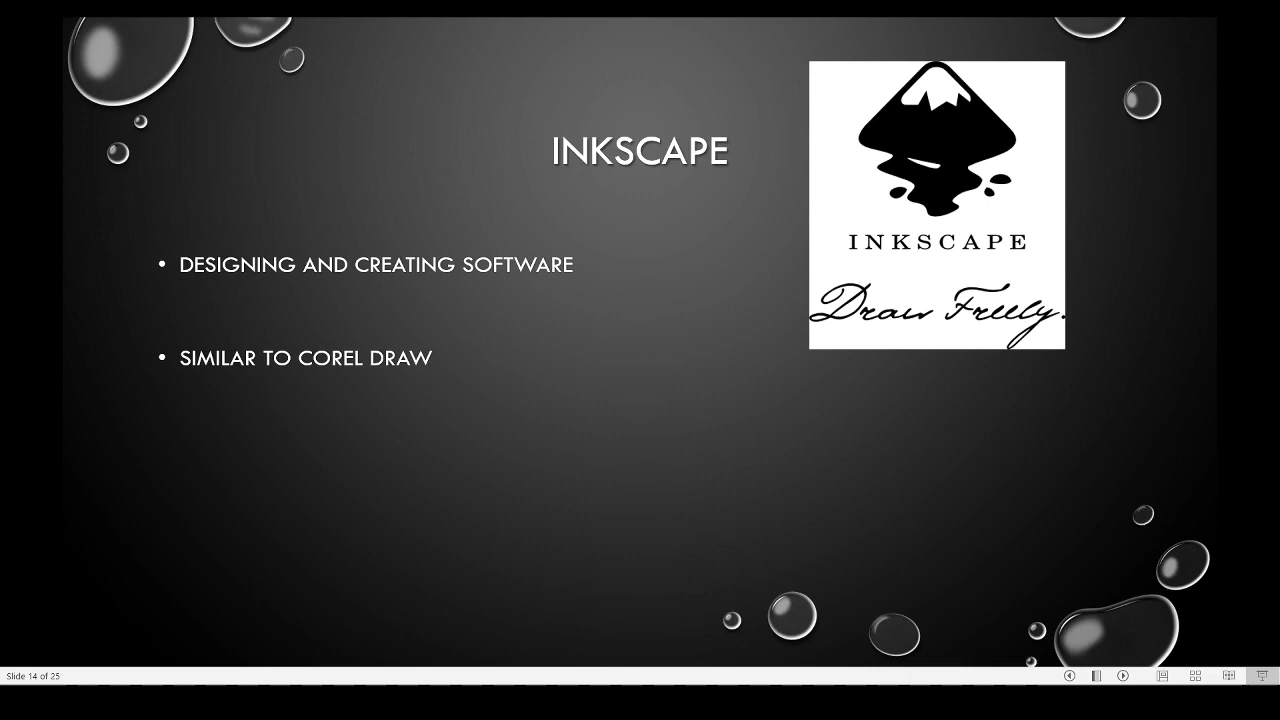 INKSCAPE
• DESIGNING AND CREATING SOFTWARE
• SIMILAR TO COREL DRAW
INKSCAPE
Draw Freely.
Slide 14 of 25